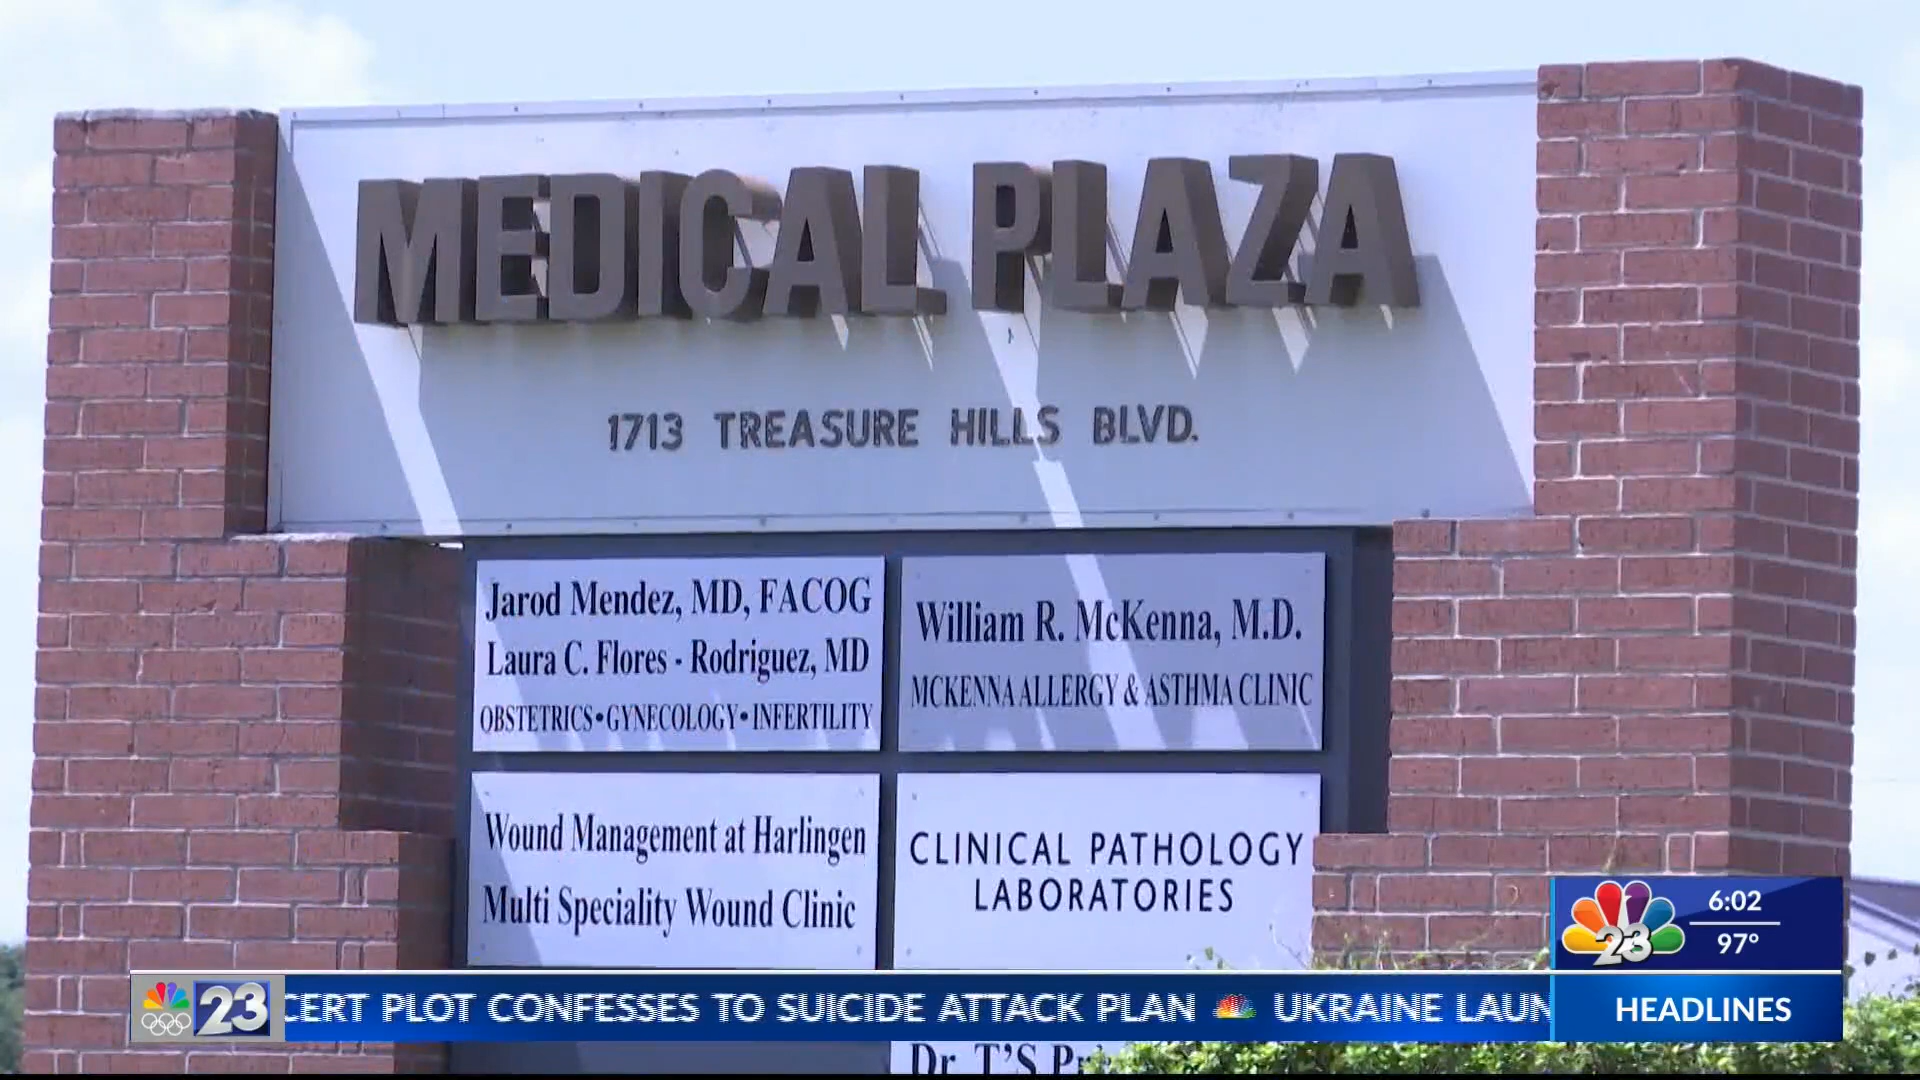 MEDICAL PLAZA
1713 TREASURE HILLS BLVD.
Jarod Mendez, MD, FACOG
Laura C. Flores - Rodriguez, MD
OBSTETRICS • GYNECOLOGY • INFERTILITY
William R. McKenna, M.D.
MCKENNA ALLERGY & ASTHMA CLINIC
Wound Management at Harlingen
Multi Speciality Wound Clinic
CLINICAL PATHOLOGY
LABORATORIES
Dr. T'S
23
6:02
97°
23
CERT PLOT CONFESSES TO SUICIDE ATTACK PLAN UKRAINE LAUN
HEADLINES